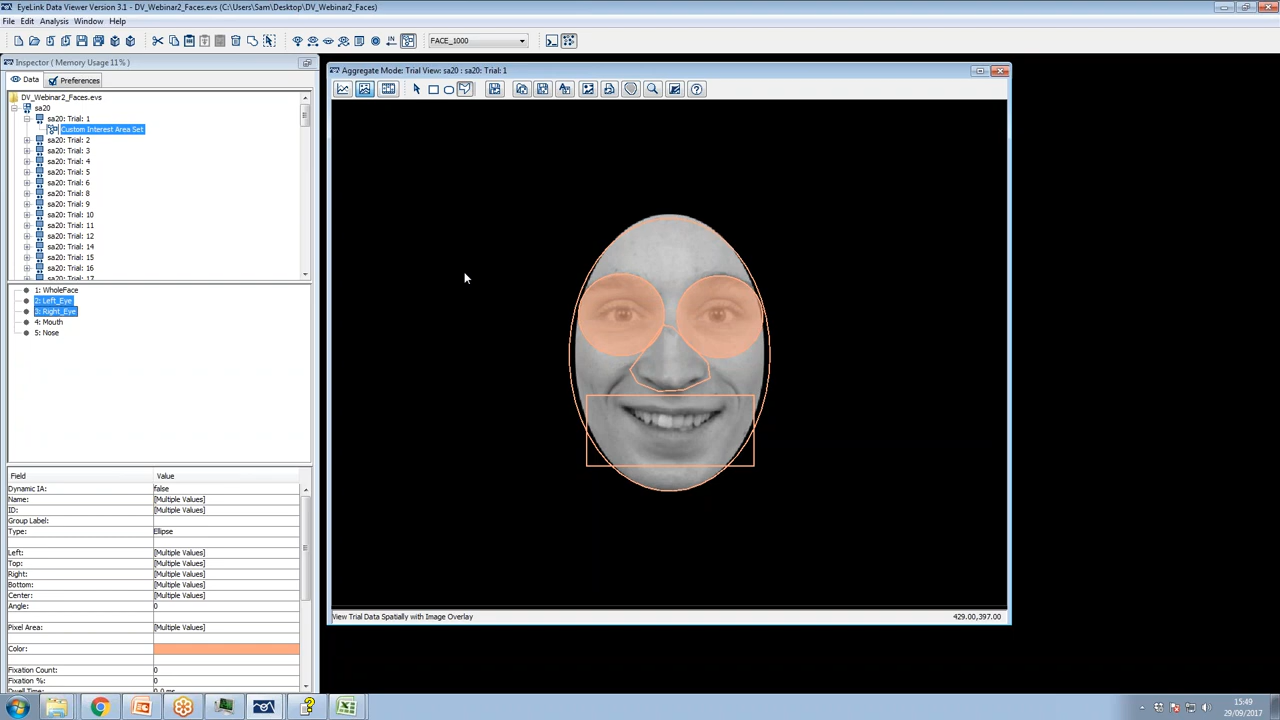 EyeLink Data Viewer Version 3.1 - DV_Webinar2_Faces.evs (C:\Users\Sam\Desktop\DV_Webinar2_Faces)
File Edit Analysis Window Help
FACE_1000
Inspector ( Memory Usage 11% )
Data Preferences
DV_Webinar2_Faces.evs
sa20
sa20: Trial: 1
Custom Interest Area Set
sa20: Trial: 2
sa20: Trial: 3
sa20: Trial: 4
sa20: Trial: 5
sa20: Trial: 6
sa20: Trial: 8
sa20: Trial: 9
sa20: Trial: 10
sa20: Trial: 11
sa20: Trial: 12
sa20: Trial: 14
sa20: Trial: 15
sa20: Trial: 16
sa20: Trial: 17
1: WholeFace
2: Left_Eye
3: Right_Eye
4: Mouth
5: Nose
Field Value
Dynamic IA: false
Name: [Multiple Values]
ID: [Multiple Values]
Group Label:
Type: Ellipse
Left: [Multiple Values]
Top: [Multiple Values]
Right: [Multiple Values]
Bottom: [Multiple Values]
Center: [Multiple Values]
Angle: 0
Pixel Area: [Multiple Values]
Color:
Fixation Count: 0
Fixation %: 0
Dwell Time: 0.0 ms
Aggregate Mode: Trial View: sa20 : sa20: Trial: 1
View Trial Data Spatially with Image Overlay 429.00,397.00
15:49
29/09/2017